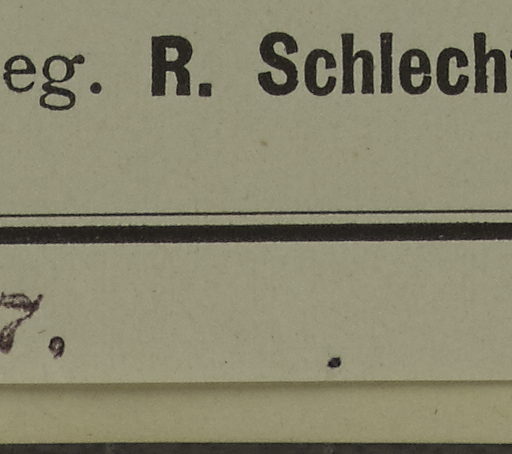 eg. R. Schlech
7,